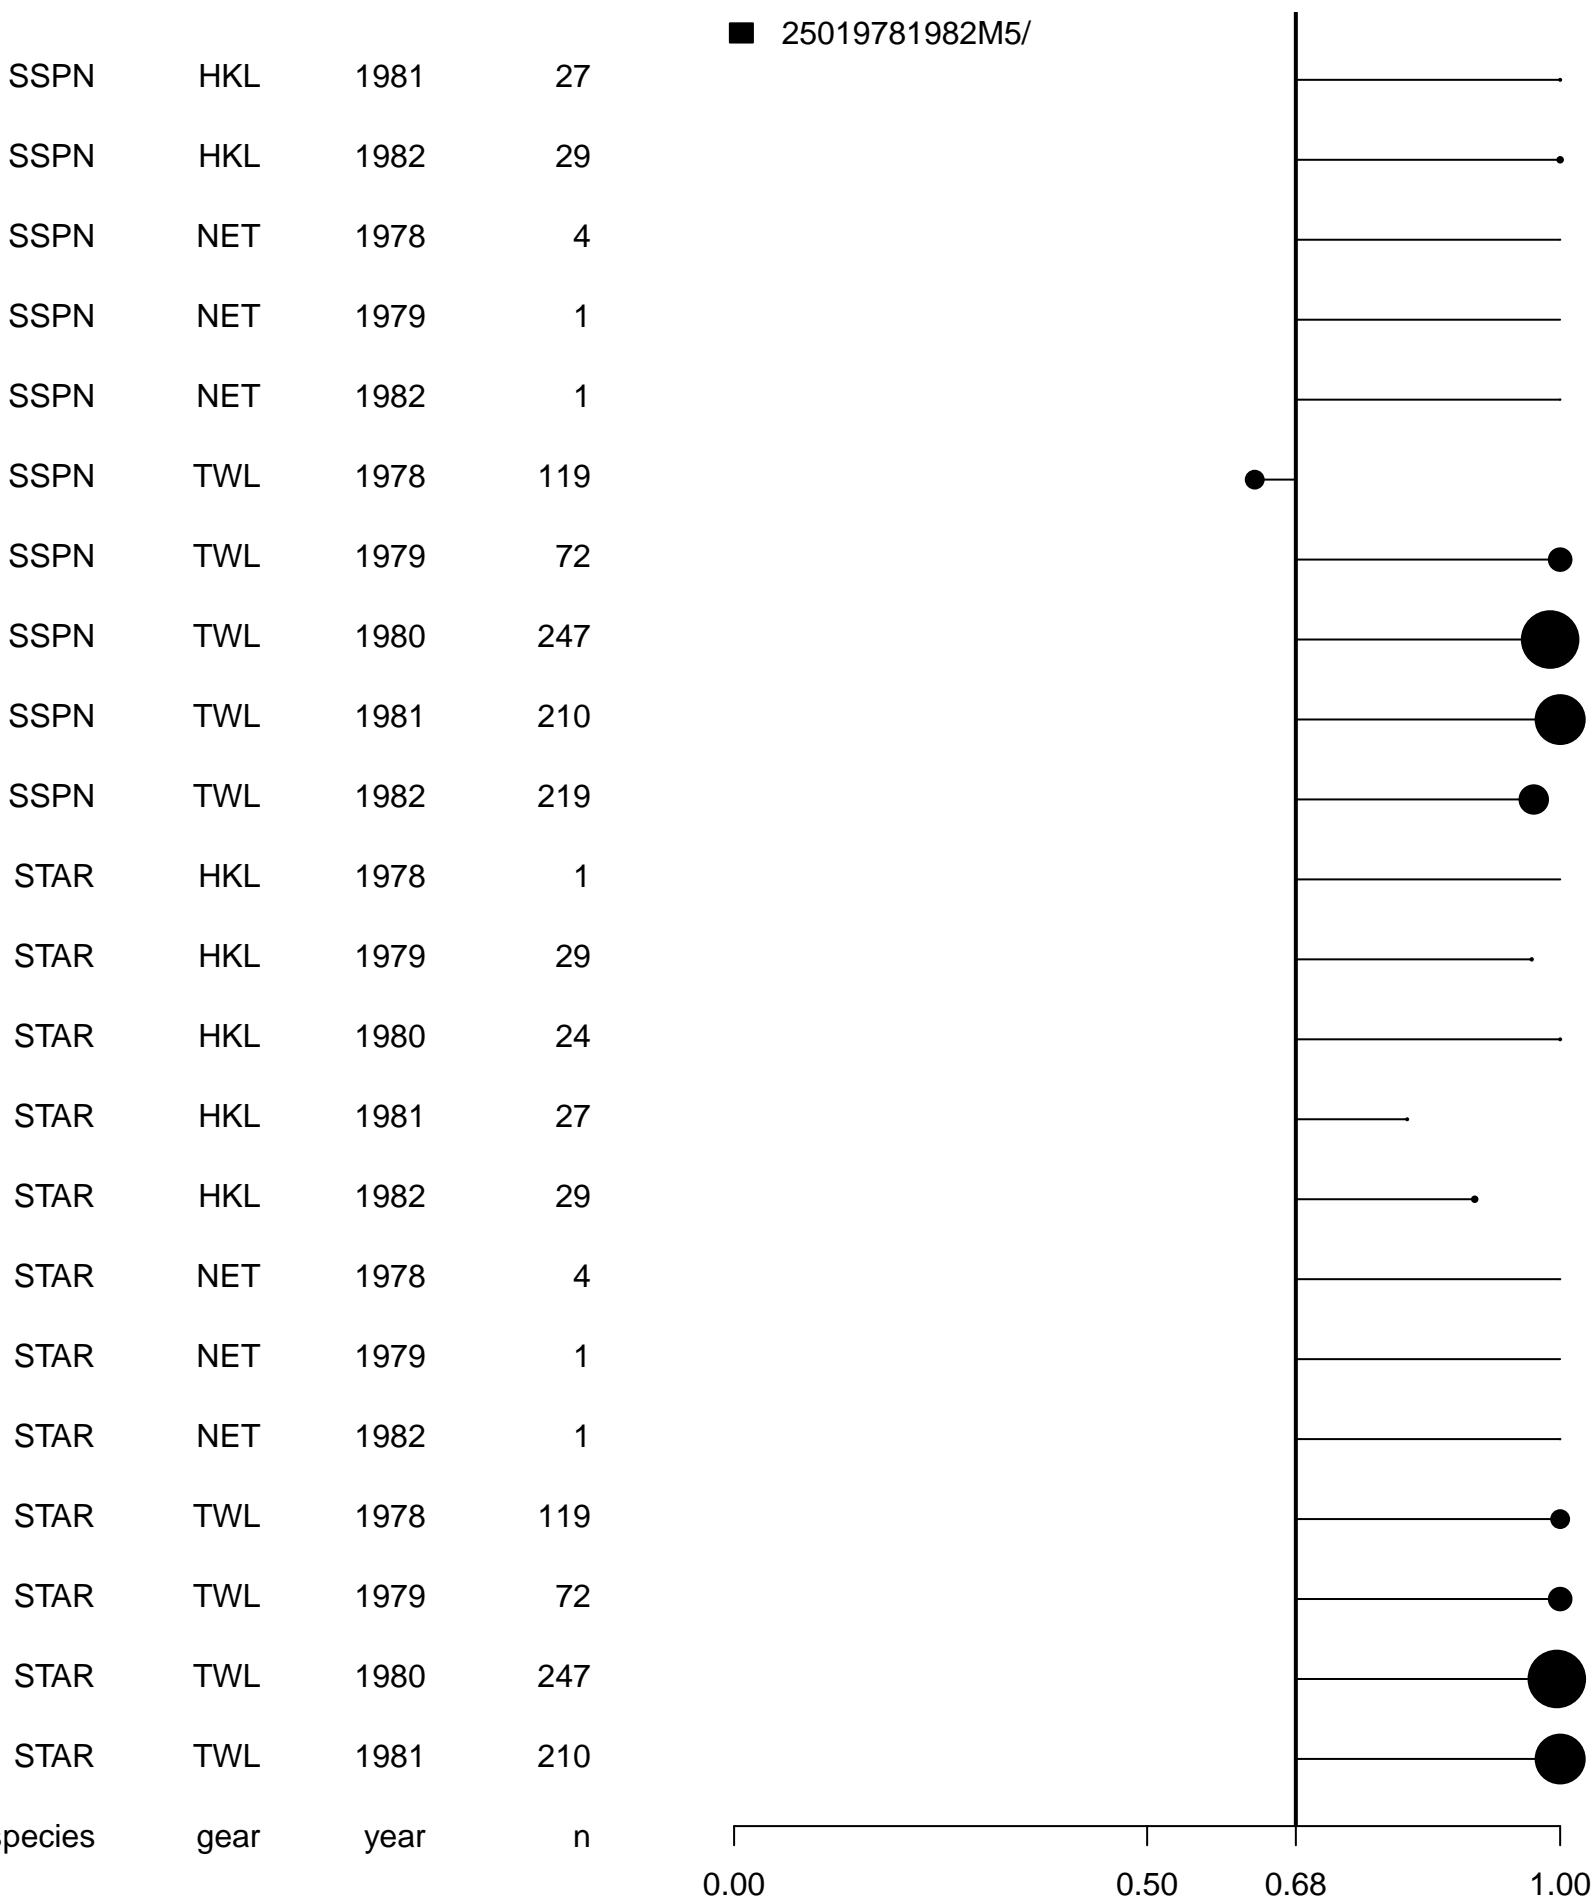 25019781982M5/
SSPN HKL 1981 27
SSPN HKL 1982 29
SSPN NET 1978 4
SSPN NET 1979 1
SSPN NET 1982 1
SSPN TWL 1978 119
SSPN TWL 1979 72
SSPN TWL 1980 247
SSPN TWL 1981 210
SSPN TWL 1982 219
STAR HKL 1978 1
STAR HKL 1979 29
STAR HKL 1980 24
STAR HKL 1981 27
STAR HKL 1982 29
STAR NET 1978 4
STAR NET 1979 1
STAR NET 1982 1
STAR TWL 1978 119
STAR TWL 1979 72
STAR TWL 1980 247
STAR TWL 1981 210
species gear year n
0.00 0.50 0.68 1.00